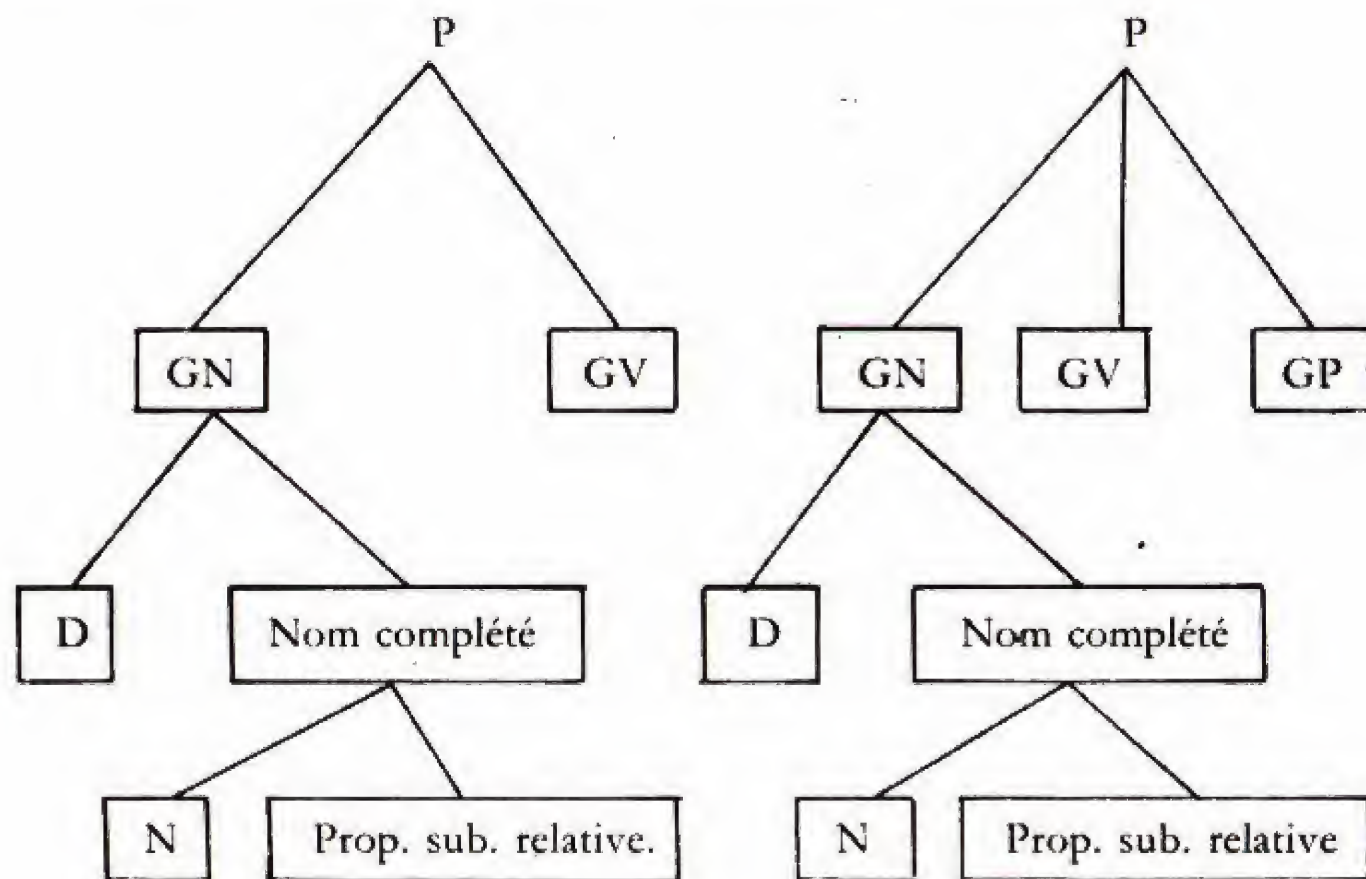 P P
GN GV GN GV GP
D Nom complété D Nom complété
N Prop. sub. relative. N Prop. sub. relative